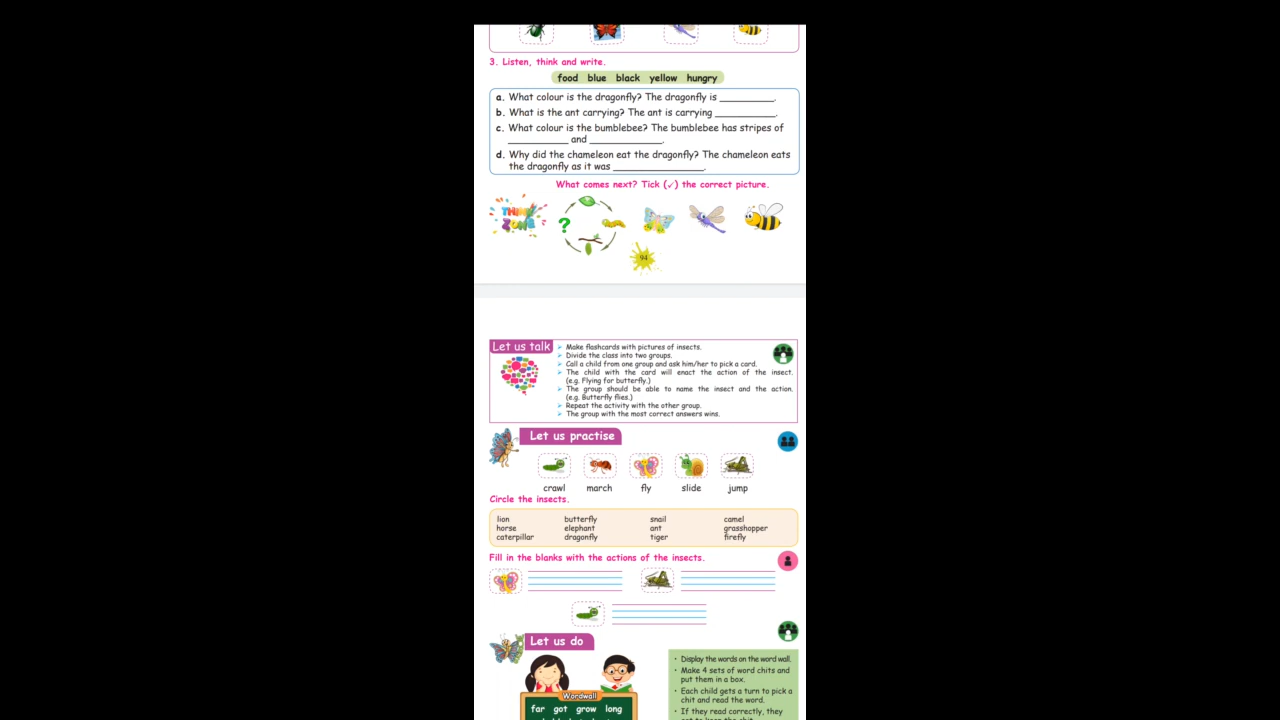 3. Listen, think and write.
food blue black yellow hungry
a. What colour is the dragonfly? The dragonfly is __________.
b. What is the ant carrying? The ant is carrying ___________.
c. What colour is the bumblebee? The bumblebee has stripes of
___________ and _____________.
d. Why did the chameleon eat the dragonfly? The chameleon eats
the dragonfly as it was _________________.
What comes next? Tick (✓) the correct picture.
THINK
ZONE
?
94
Let us talk
➢ Make flashcards with pictures of insects.
➢ Divide the class into two groups.
➢ Call a child from one group and ask him/her to pick a card.
➢ The child with the card will enact the action of the insect.
(e.g. Flying for butterfly.)
➢ The group should be able to name the insect and the action.
(e.g. Butterfly flies.)
➢ Repeat the activity with the other group.
➢ The group with the most correct answers wins.
Let us practise
crawl march fly slide jump
Circle the insects.
lion butterfly snail camel
horse elephant ant grasshopper
caterpillar dragonfly tiger firefly
Fill in the blanks with the actions of the insects.
Let us do
Wordwall
far got grow long
• Display the words on the word wall.
• Make 4 sets of word chits and
put them in a box.
• Each child gets a turn to pick a
chit and read the word.
• If they read correctly, they